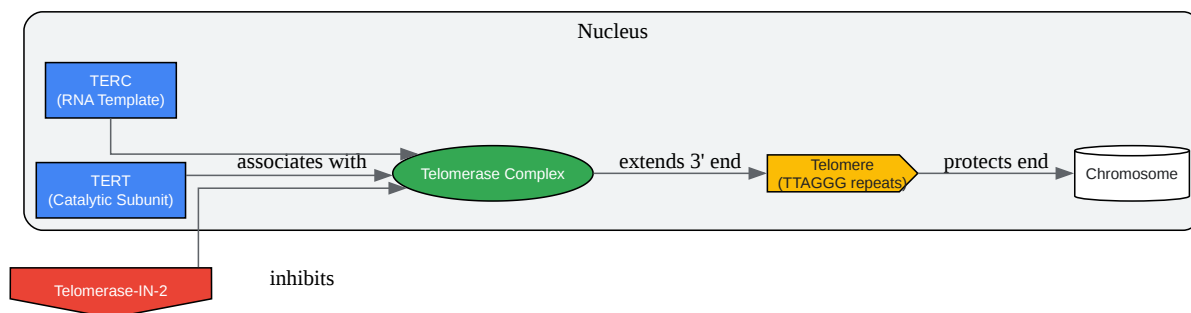 Nucleus
TERC
(RNA Template)
TERT
(Catalytic Subunit)
associates with
Telomerase Complex
extends 3' end
Telomere
(TTAGGG repeats)
protects end
Chromosome
Telomerase-IN-2
inhibits